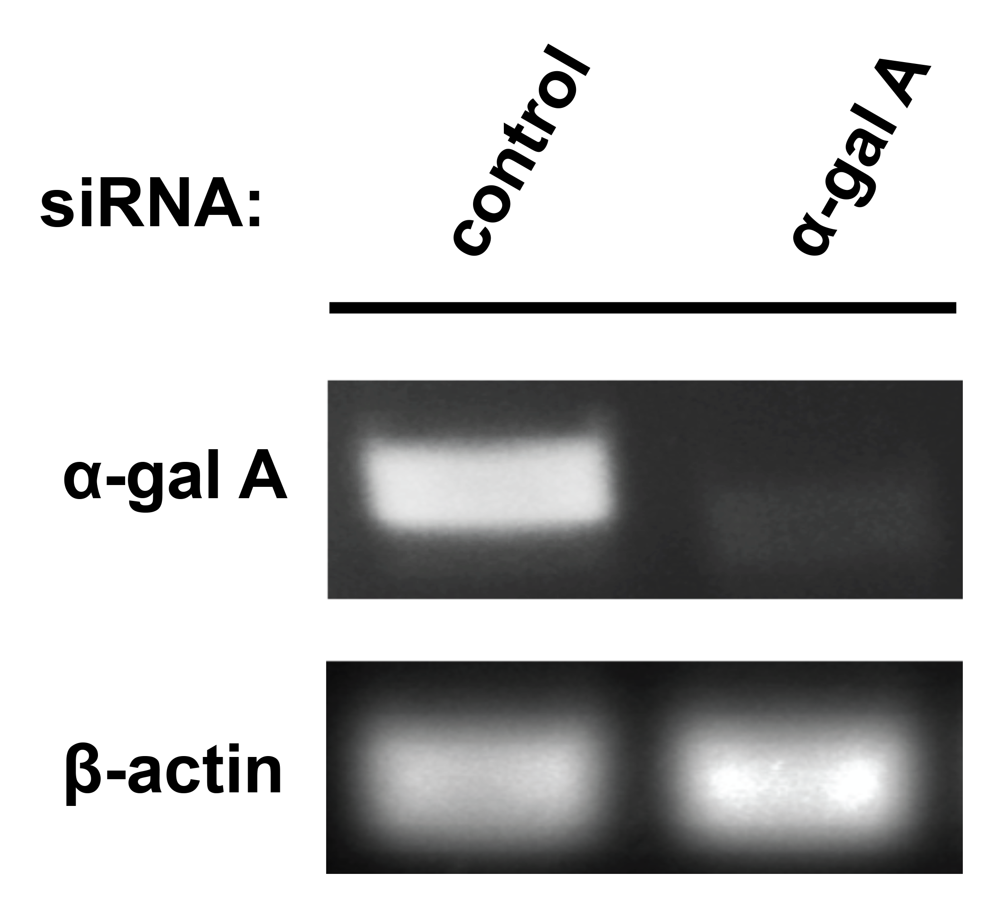 siRNA:
control
α-gal A
α-gal A
β-actin